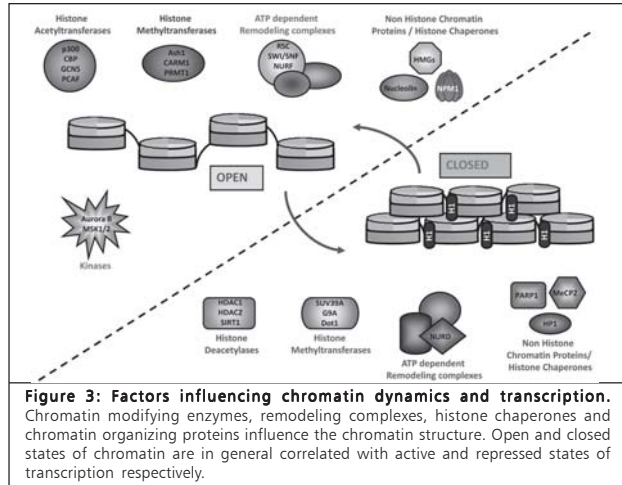 Histone
Acetyltransferases
p300
CBP
GCN5
PCAF
Histone
Methyltransferases
Ash1
CARM1
PRMT1
ATP dependent
Remodeling complexes
RSC
SWI/SNF
NURF
Non Histone Chromatin
Proteins / Histone Chaperones
HMGs
Nucleolin
NPM1
OPEN
CLOSED
H1
H1
H1
H1
H1
Aurora B
MSK1/2
Kinases
HDAC1
HDAC2
SIRT1
Histone
Deacetylases
SUV39A
G9A
Dot1
Histone
Methyltransferases
NURD
ATP dependent
Remodeling complexes
PARP1
MeCP2
HP1
Non Histone
Chromatin Proteins/
Histone Chaperones
Figure 3: Factors influencing chromatin dynamics and transcription.
Chromatin modifying enzymes, remodeling complexes, histone chaperones and
chromatin organizing proteins influence the chromatin structure. Open and closed
states of chromatin are in general correlated with active and repressed states of
transcription respectively.